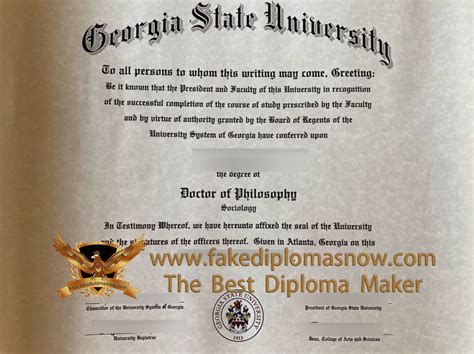 Georgia State University
To all persons to whom this writing may come, Greeting:
Be it known that the President and Faculty of this University in recognition
of the successful completion of the course of study prescribed by the Faculty
and by virtue of authority granted by the Board of Regents of the
University System of Georgia have conferred upon
the degree of
Doctor of Philosophy
Sociology
In Testimony Whereof, we have hereunto affixed the seal of the University
and the signatures of the officers thereof. Given in Atlanta, Georgia on this
www.fakediplomasnow.com
The Best Diploma Maker
Chancellor of the University System of Georgia
President of Georgia State University
University Registrar
GEORGIA STATE UNIVERSITY
1913
Dean, College of Arts and Sciences